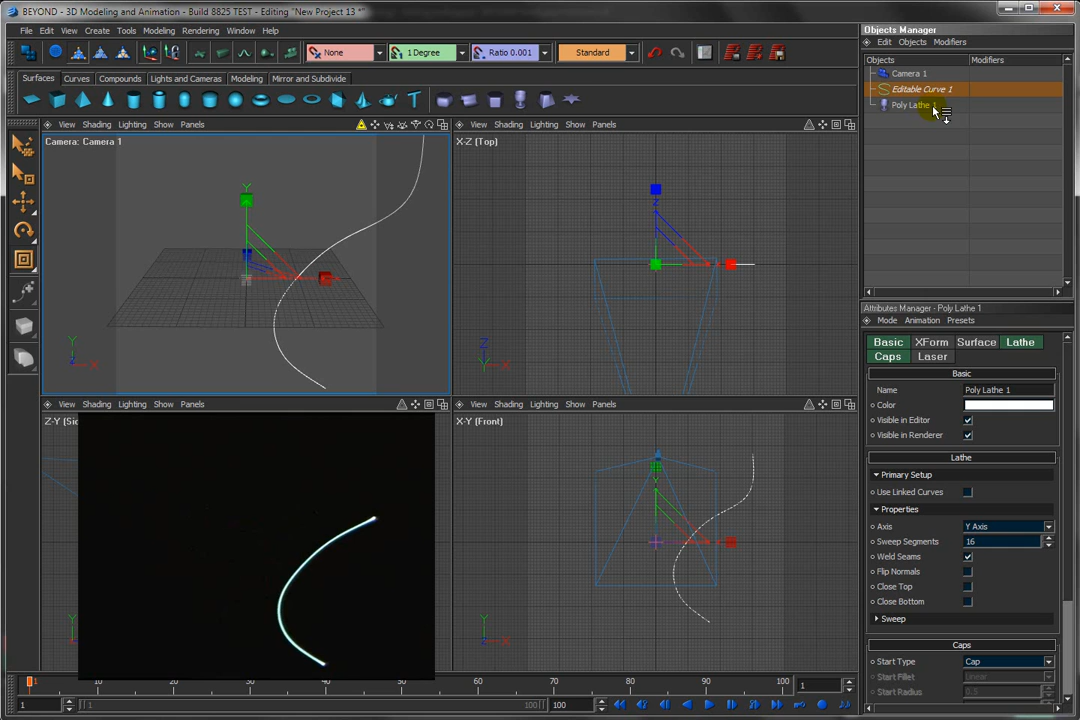 BEYOND - 3D Modeling and Animation - Build 8825 TEST - Editing "New Project 13 *"
File Edit View Create Tools Modeling Rendering Window Help
None 1 Degree Ratio 0.001 Standard
Surfaces Curves Compounds Lights and Cameras Modeling Mirror and Subdivide
View Shading Lighting Show Panels
Camera: Camera 1
View Shading Lighting Show Panels
X-Z (Top)
Y
X
Y
X
Z
Z
X
View Shading Lighting Show Panels
Z-Y (Sid
Y
Z
View Shading Lighting Show Panels
X-Y (Front)
Y
Y
X
10 20 30 40 50 60 70 80 90 100
1
1 1 100 100
Objects Manager
Edit Objects Modifiers
Objects Modifiers
Camera 1
Editable Curve 1
Poly Lathe 1
Attributes Manager - Poly Lathe 1
Mode Animation Presets
Basic XForm Surface Lathe
Caps Laser
Basic
Name Poly Lathe 1
Color
Visible in Editor
Visible in Renderer
Lathe
Primary Setup
Use Linked Curves
Properties
Axis Y Axis
Sweep Segments 16
Weld Seams
Flip Normals
Close Top
Close Bottom
Sweep
Caps
Start Type Cap
Start Fillet Linear
Start Radius 0.5